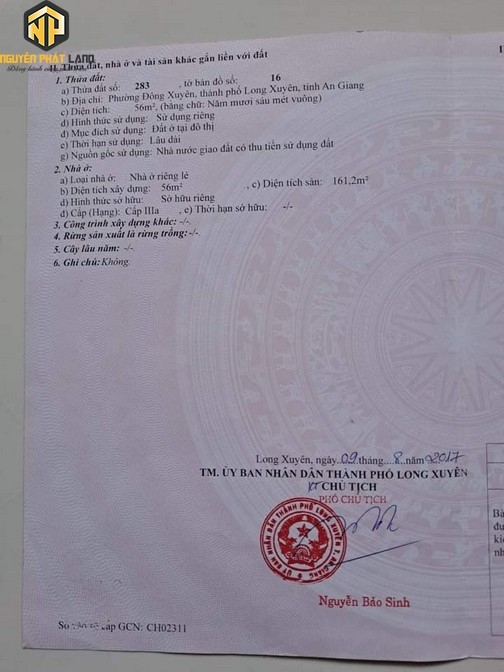 NP
NGUYÊN PHÁT LAND
II. Thửa đất, nhà ở và tài sản khác gắn liền với đất
1. Thửa đất:
a) Thửa đất số: 283 , tờ bản đồ số: 16
b) Địa chỉ: Phường Đông Xuyên, thành phố Long Xuyên, tỉnh An Giang
c) Diện tích: 56m², (bằng chữ: Năm mươi sáu mét vuông)
d) Hình thức sử dụng: Sử dụng riêng
đ) Mục đích sử dụng: Đất ở tại đô thị
e) Thời hạn sử dụng: Lâu dài
g) Nguồn gốc sử dụng: Nhà nước giao đất có thu tiền sử dụng đất
2. Nhà ở:
a) Loại nhà ở: Nhà ở riêng lẻ
b) Diện tích xây dựng: 56m² , c) Diện tích sàn: 161,2m²
d) Hình thức sở hữu: Sở hữu riêng
đ) Cấp (Hạng): Cấp IIIa , e) Thời hạn sở hữu: -/-
3. Công trình xây dựng khác: -/-
4. Rừng sản xuất là rừng trồng:-/-
5. Cây lâu năm: -/-
6. Ghi chú:Không
Long Xuyên, ngày..09.tháng...8..năm 2017
TM. ỦY BAN NHÂN DÂN THÀNH PHỐ LONG XUYÊN
KT CHỦ TỊCH
PHÓ CHỦ TỊCH
Nguyễn Bảo Sinh
Số vào sổ cấp GCN: CH02311